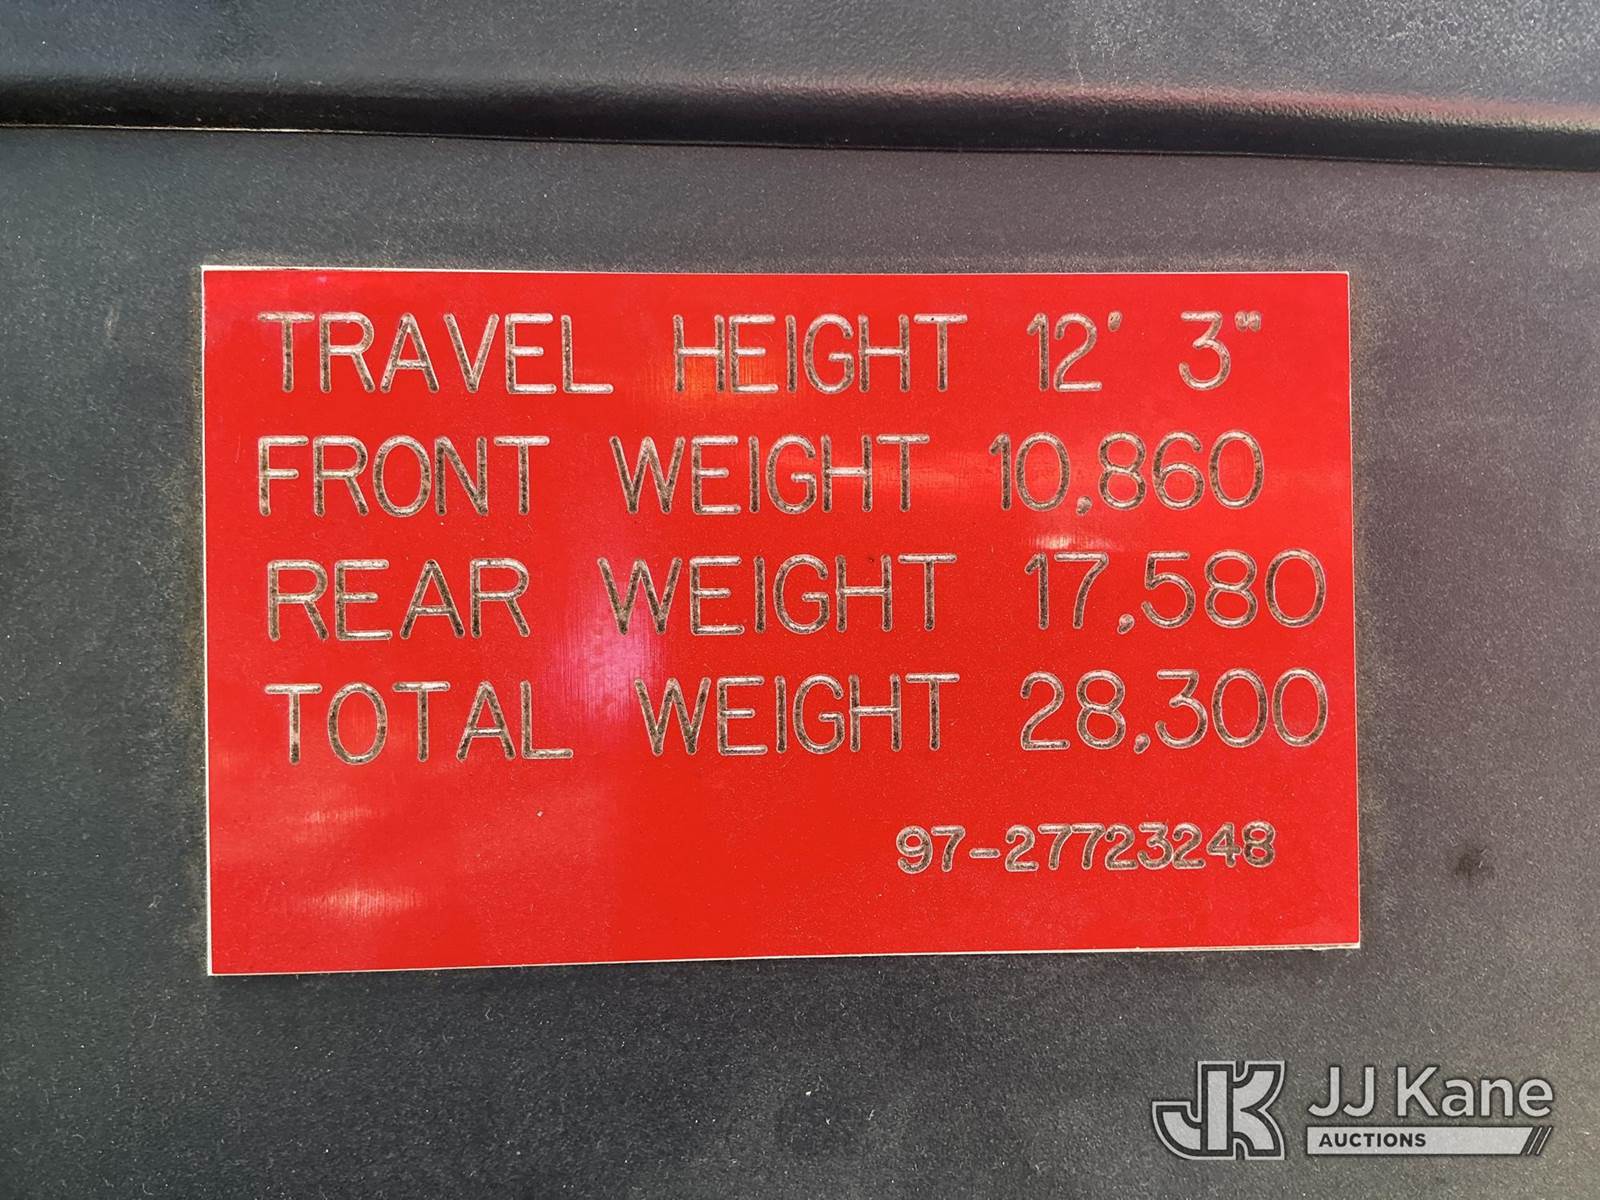 TRAVEL HEIGHT 12' 3"
FRONT WEIGHT 10,860
REAR WEIGHT 17,580
TOTAL WEIGHT 28,300
97-27723248
JK JJ Kane
AUCTIONS